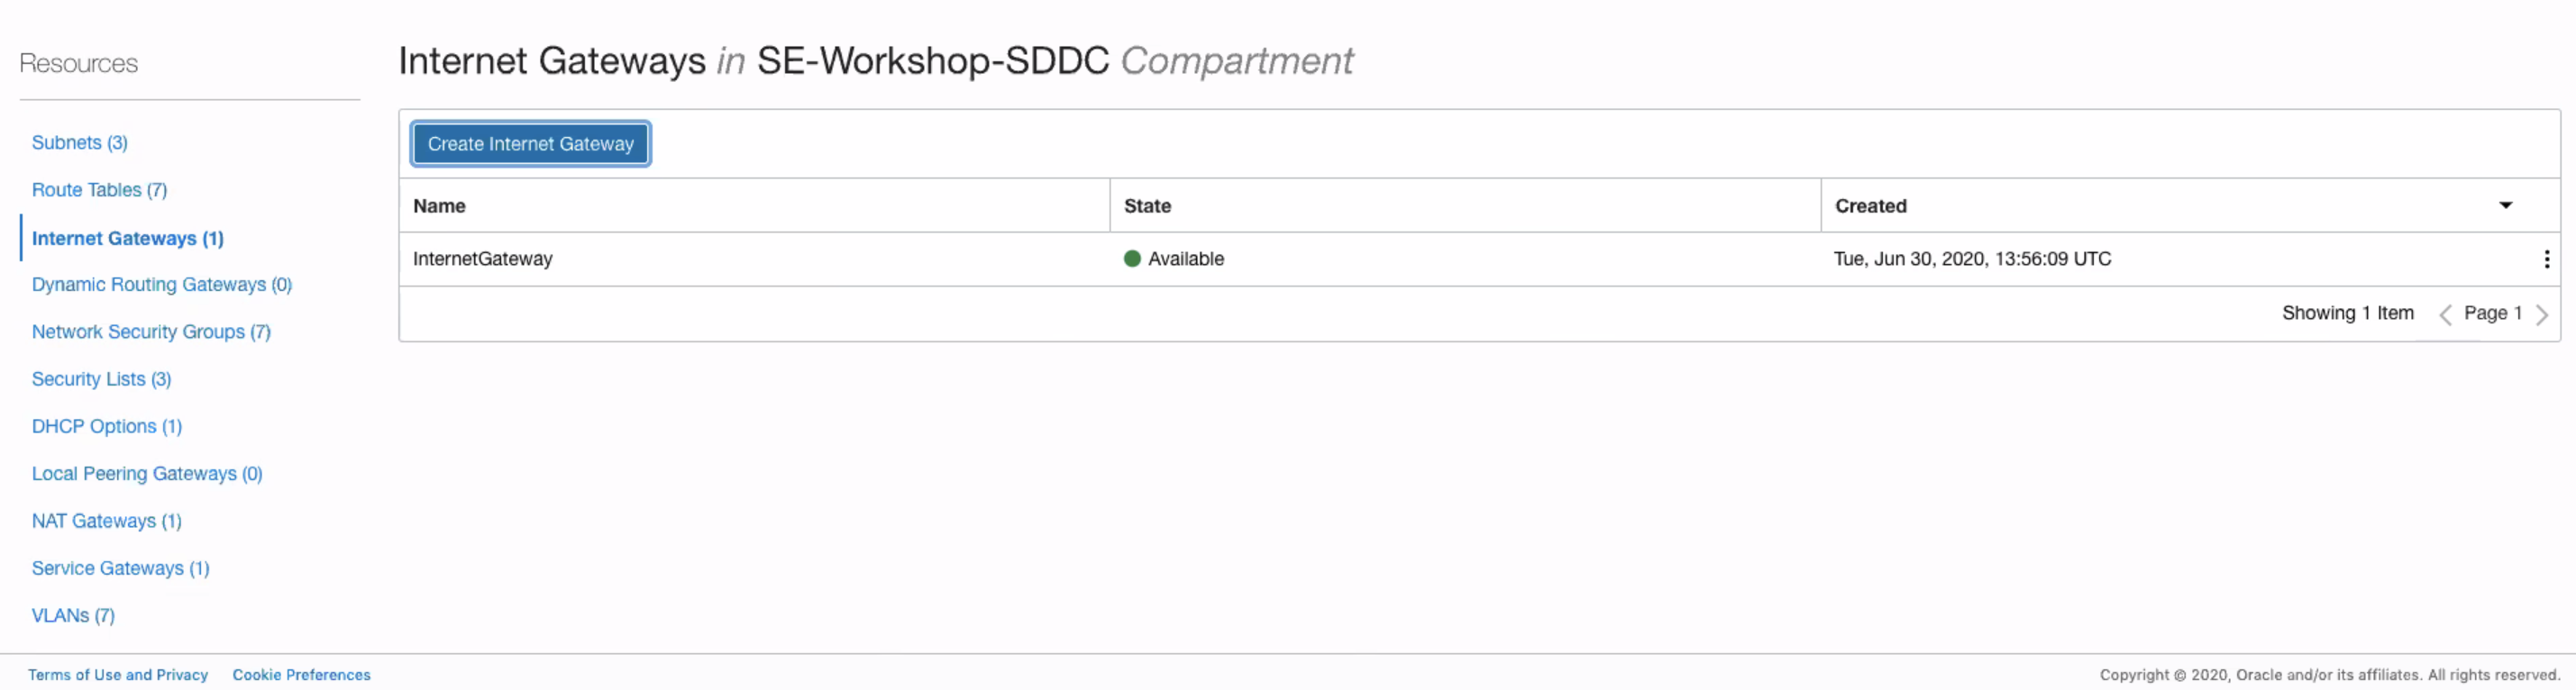 Resources
Subnets (3)
Route Tables (7)
Internet Gateways (1)
Dynamic Routing Gateways (0)
Network Security Groups (7)
Security Lists (3)
DHCP Options (1)
Local Peering Gateways (0)
NAT Gateways (1)
Service Gateways (1)
VLANs (7)
Internet Gateways in SE-Workshop-SDDC Compartment
Create Internet Gateway
Name State Created
InternetGateway Available Tue, Jun 30, 2020, 13:56:09 UTC
Showing 1 Item Page 1
Terms of Use and Privacy Cookie Preferences Copyright © 2020, Oracle and/or its affiliates. All rights reserved.